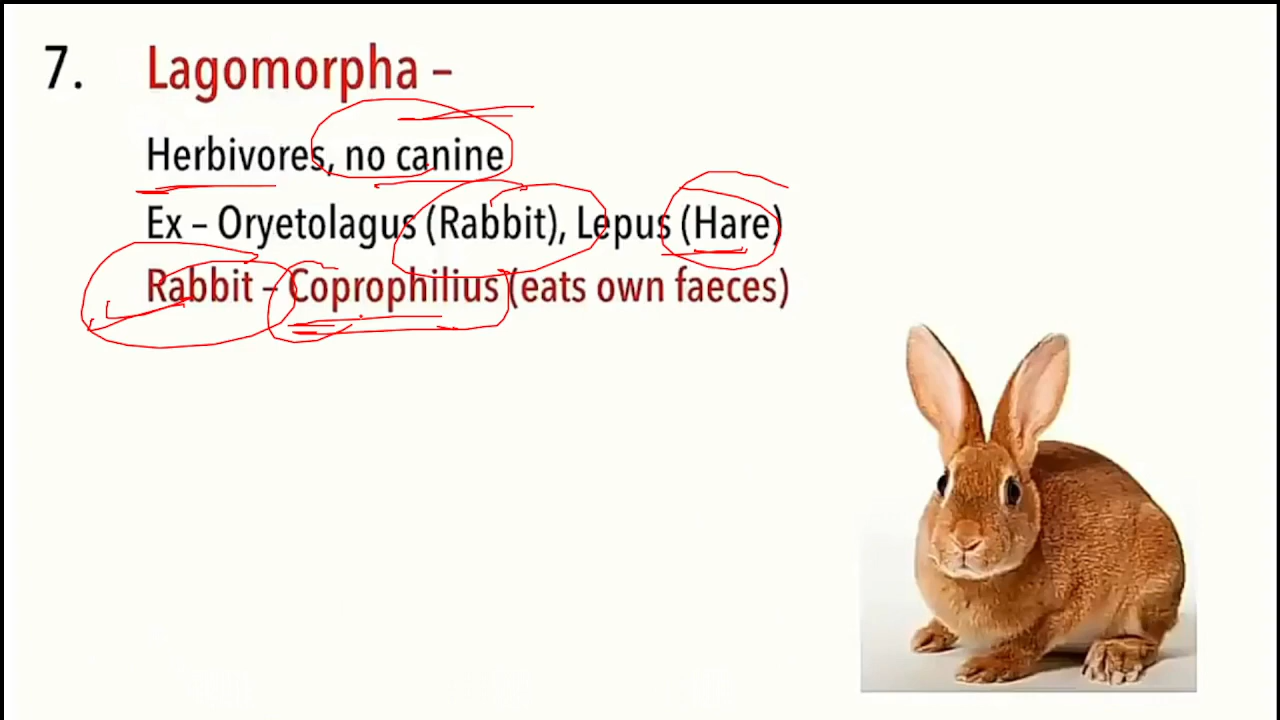 7. Lagomorpha –
Herbivores, no canine
Ex – Oryetolagus (Rabbit), Lepus (Hare)
Rabbit – Coprophilius (eats own faeces)